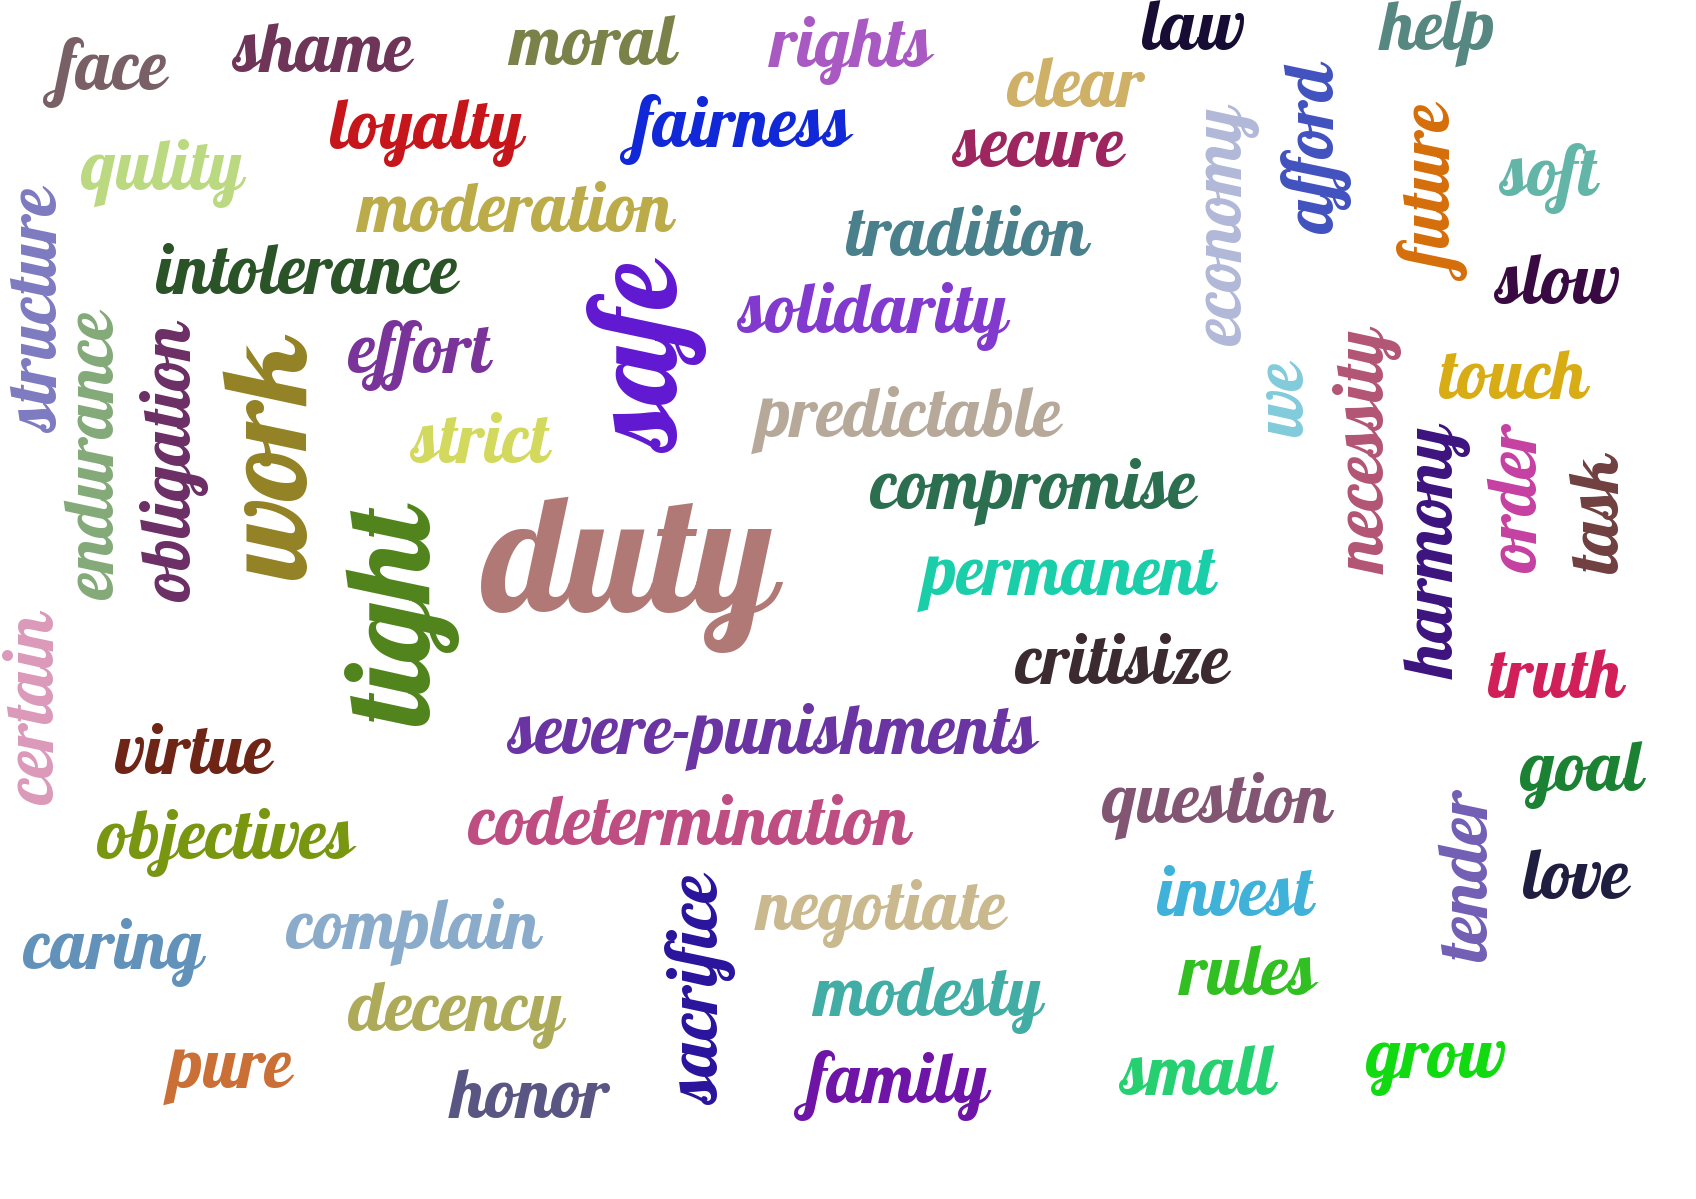 face
shame
moral
rights
law
help
clear
loyalty
fairness
secure
economy
afford
future
soft
qulity
structure
moderation
tradition
intolerance
safe
slow
solidarity
endurance
obligation
work
effort
we
necessity
touch
strict
predictable
harmony
order
task
compromise
tight
duty
permanent
certain
critisize
truth
virtue
severe-punishments
goal
objectives
codetermination
question
tender
love
invest
caring
complain
sacrifice
negotiate
rules
decency
modesty
pure
honor
family
small
grow